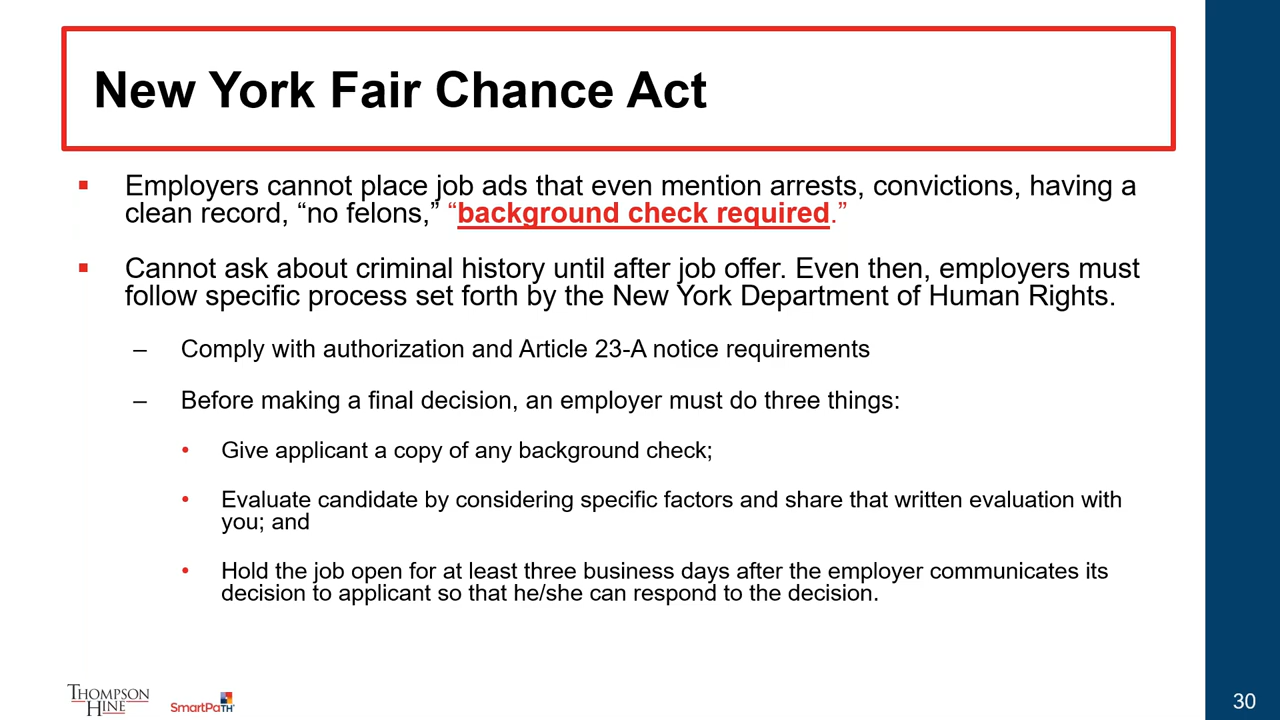 New York Fair Chance Act
▪ Employers cannot place job ads that even mention arrests, convictions, having a
clean record, “no felons,” “background check required.”
▪ Cannot ask about criminal history until after job offer. Even then, employers must
follow specific process set forth by the New York Department of Human Rights.
– Comply with authorization and Article 23-A notice requirements
– Before making a final decision, an employer must do three things:
• Give applicant a copy of any background check;
• Evaluate candidate by considering specific factors and share that written evaluation with
you; and
• Hold the job open for at least three business days after the employer communicates its
decision to applicant so that he/she can respond to the decision.
THOMPSON
HINE
SmartPaTH
30